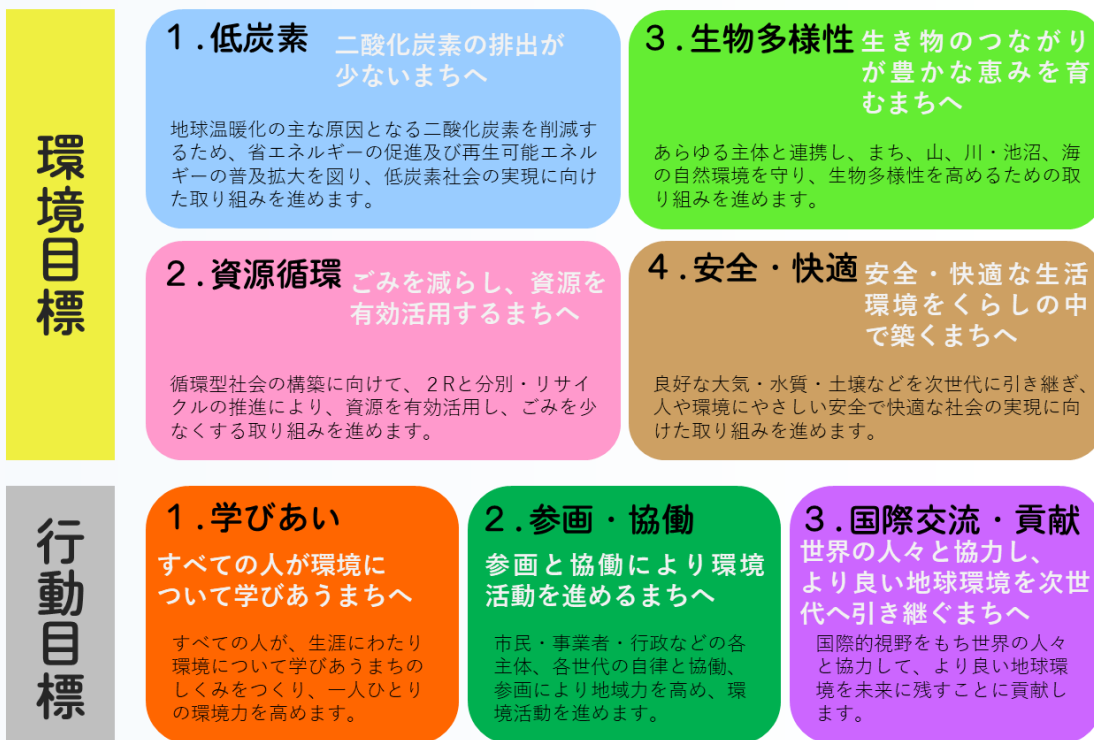 環境目標
１.低炭素
二酸化炭素の排出が
少ないまちへ
地球温暖化の主な原因となる二酸化炭素を削減す
るため、省エネルギーの促進及び再生可能エネル
ギーの普及拡大を図り、低炭素社会の実現に向け
た取り組みを進めます。
２.資源循環
ごみを減らし、資源を
有効活用するまちへ
循環型社会の構築に向けて、２Rと分別・リサイ
クルの推進により、資源を有効活用し、ごみを少
なくする取り組みを進めます。
３.生物多様性
生き物のつながり
が豊かな恵みを育
むまちへ
あらゆる主体と連携し、まち、山、川・池沼、海
の自然環境を守り、生物多様性を高めるための取
り組みを進めます。
４.安全・快適
安全・快適な生活
環境をくらしの中
で築くまちへ
良好な大気・水質・土壌などを次世代に引き継ぎ、
人や環境にやさしい安全で快適な社会の実現に向
けた取り組みを進めます。
行動目標
１.学びあい
すべての人が環境に
ついて学びあうまちへ
すべての人が、生涯にわたり
環境について学びあうまちの
しくみをつくり、一人ひとり
の環境力を高めます。
２.参画・協働
参画と協働により環境
活動を進めるまちへ
市民・事業者・行政などの各
主体、各世代の自律と協働、
参画により地域力を高め、環
境活動を進めます。
３.国際交流・貢献
世界の人々と協力し、
より良い地球環境を次世
代へ引き継ぐまちへ
国際的視野をもち世界の人々
と協力して、より良い地球環
境を未来に残すことに貢献し
ます。